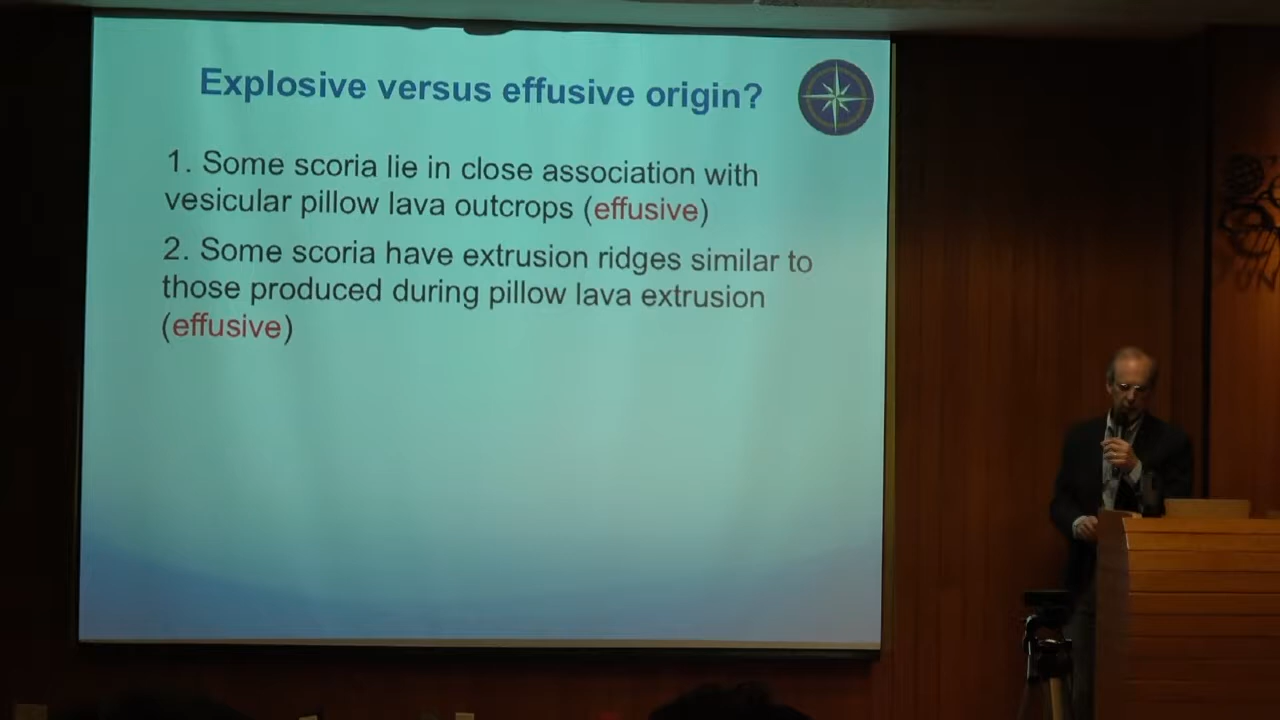 Explosive versus effusive origin?
1. Some scoria lie in close association with
vesicular pillow lava outcrops (effusive)
2. Some scoria have extrusion ridges similar to
those produced during pillow lava extrusion
(effusive)